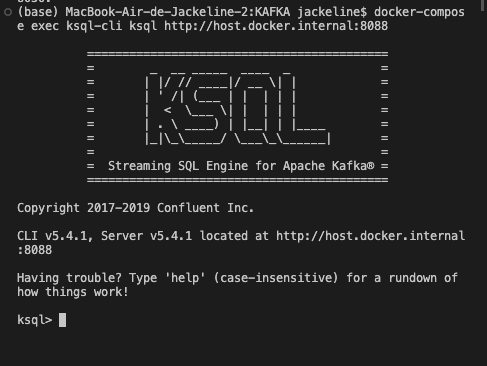 (base) MacBook-Air-de-Jackeline-2:KAFKA jackeline$ docker-compos
e exec ksql-cli ksql http://host.docker.internal:8088
===========================================
=        _  __ _____  ____  _             =
=       | |/ // ____|/ __ \| |            =
=       | ' /| (___ | |  | | |            =
=       |  <  \___ \| |  | | |            =
=       | . \ ____) | |__| | |____        =
=       |_|\_\_____/ \___\_\______|       =
=                                         =
=  Streaming SQL Engine for Apache Kafka® =
===========================================
Copyright 2017-2019 Confluent Inc.
CLI v5.4.1, Server v5.4.1 located at http://host.docker.internal
:8088
Having trouble? Type 'help' (case-insensitive) for a rundown of
how things work!
ksql>